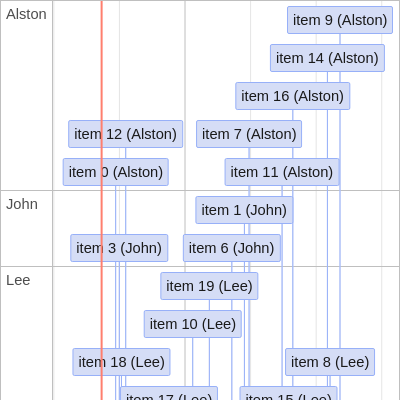 Alston
item 9 (Alston)
item 14 (Alston)
item 16 (Alston)
item 12 (Alston)
item 7 (Alston)
item 0 (Alston)
item 11 (Alston)
John
item 1 (John)
item 3 (John)
item 6 (John)
Lee
item 19 (Lee)
item 10 (Lee)
item 18 (Lee)
item 8 (Lee)
item 17 (Lee)
item 15 (Lee)